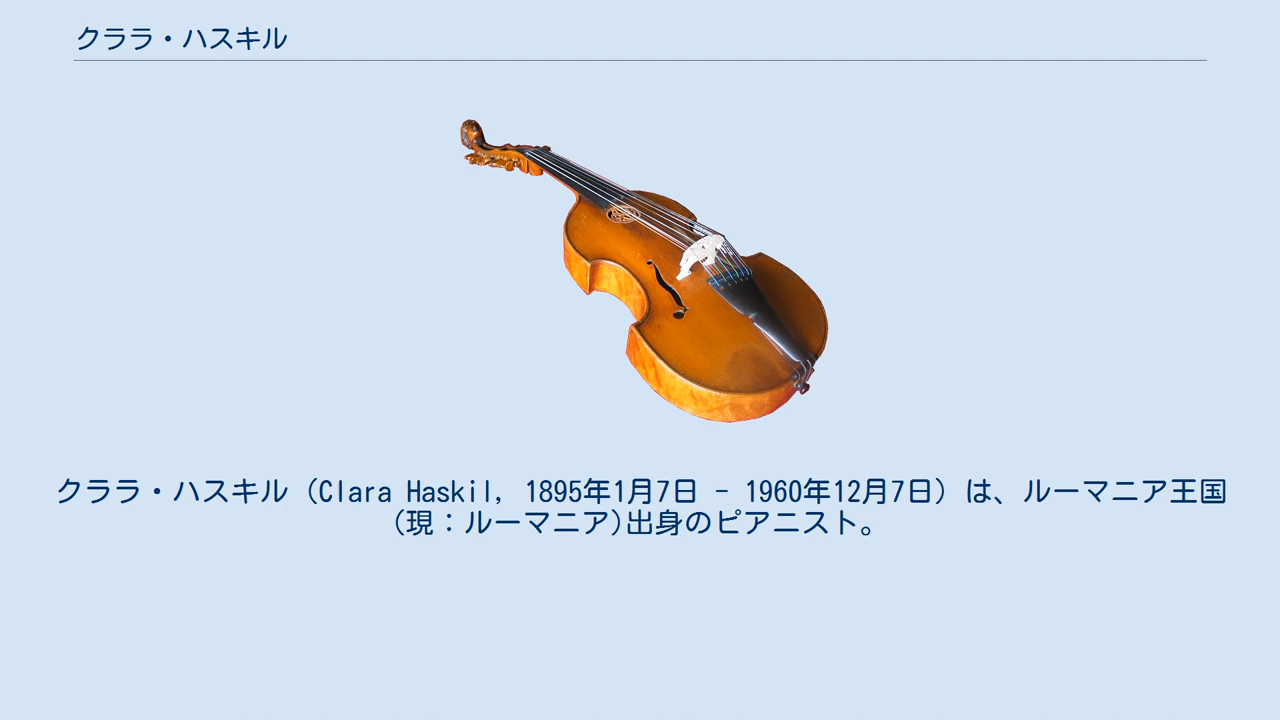 クララ・ハスキル
クララ・ハスキル（Clara Haskil, 1895年1月7日 - 1960年12月7日）は、ルーマニア王国
(現：ルーマニア)出身のピアニスト。